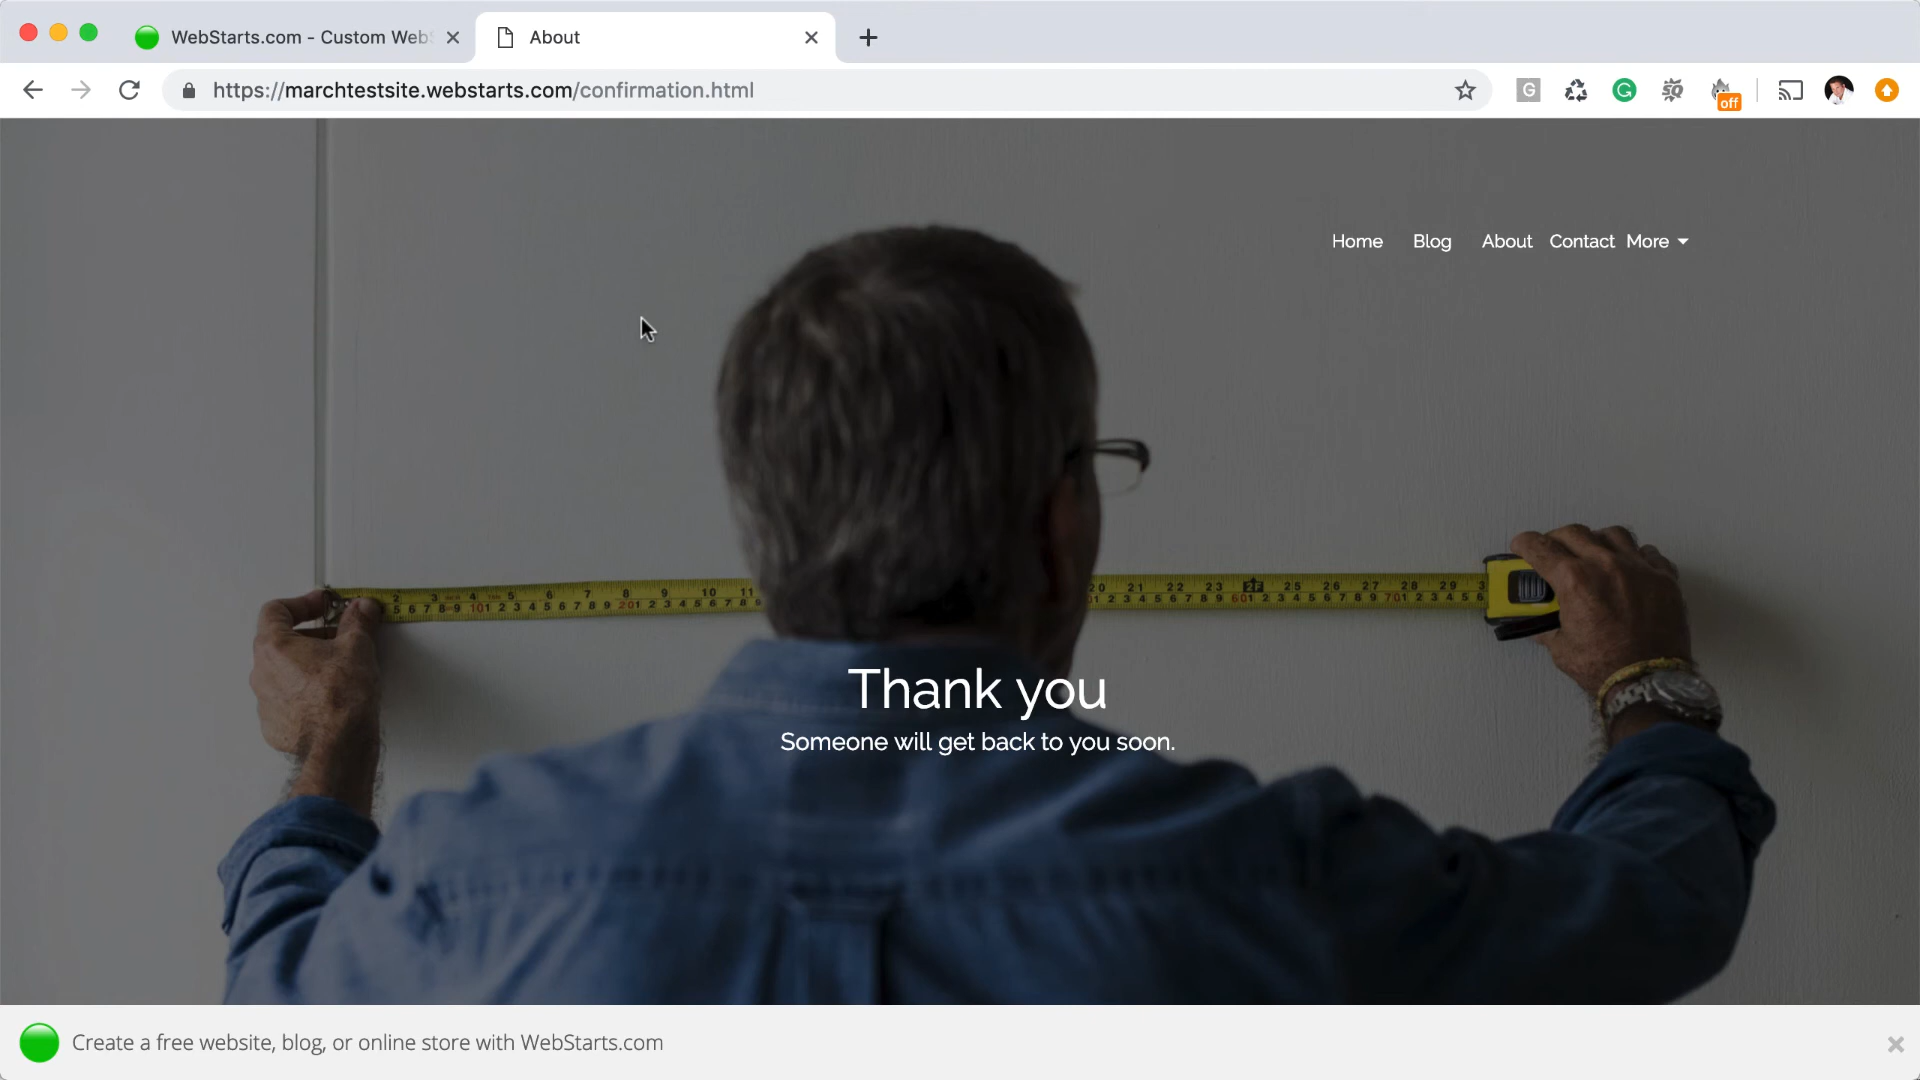 WebStarts.com - Custom Web
About
https://marchtestsite.webstarts.com/confirmation.html
off
Home Blog About Contact More
Thank you
Someone will get back to you soon.
Create a free website, blog, or online store with WebStarts.com